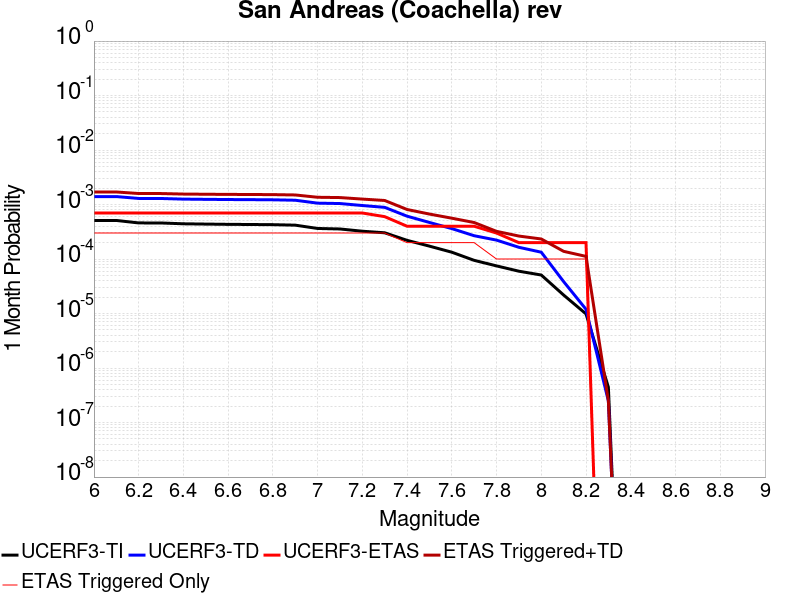 San Andreas (Coachella) rev
10 0
10 -1
10 -2
10 -3
10 -4
10 -5
10 -6
10 -7
10 -8
1 Month Probability
6 6.2 6.4 6.6 6.8 7 7.2 7.4 7.6 7.8 8 8.2 8.4 8.6 8.8 9
Magnitude
UCERF3-TI UCERF3-TD UCERF3-ETAS ETAS Triggered+TD
ETAS Triggered Only